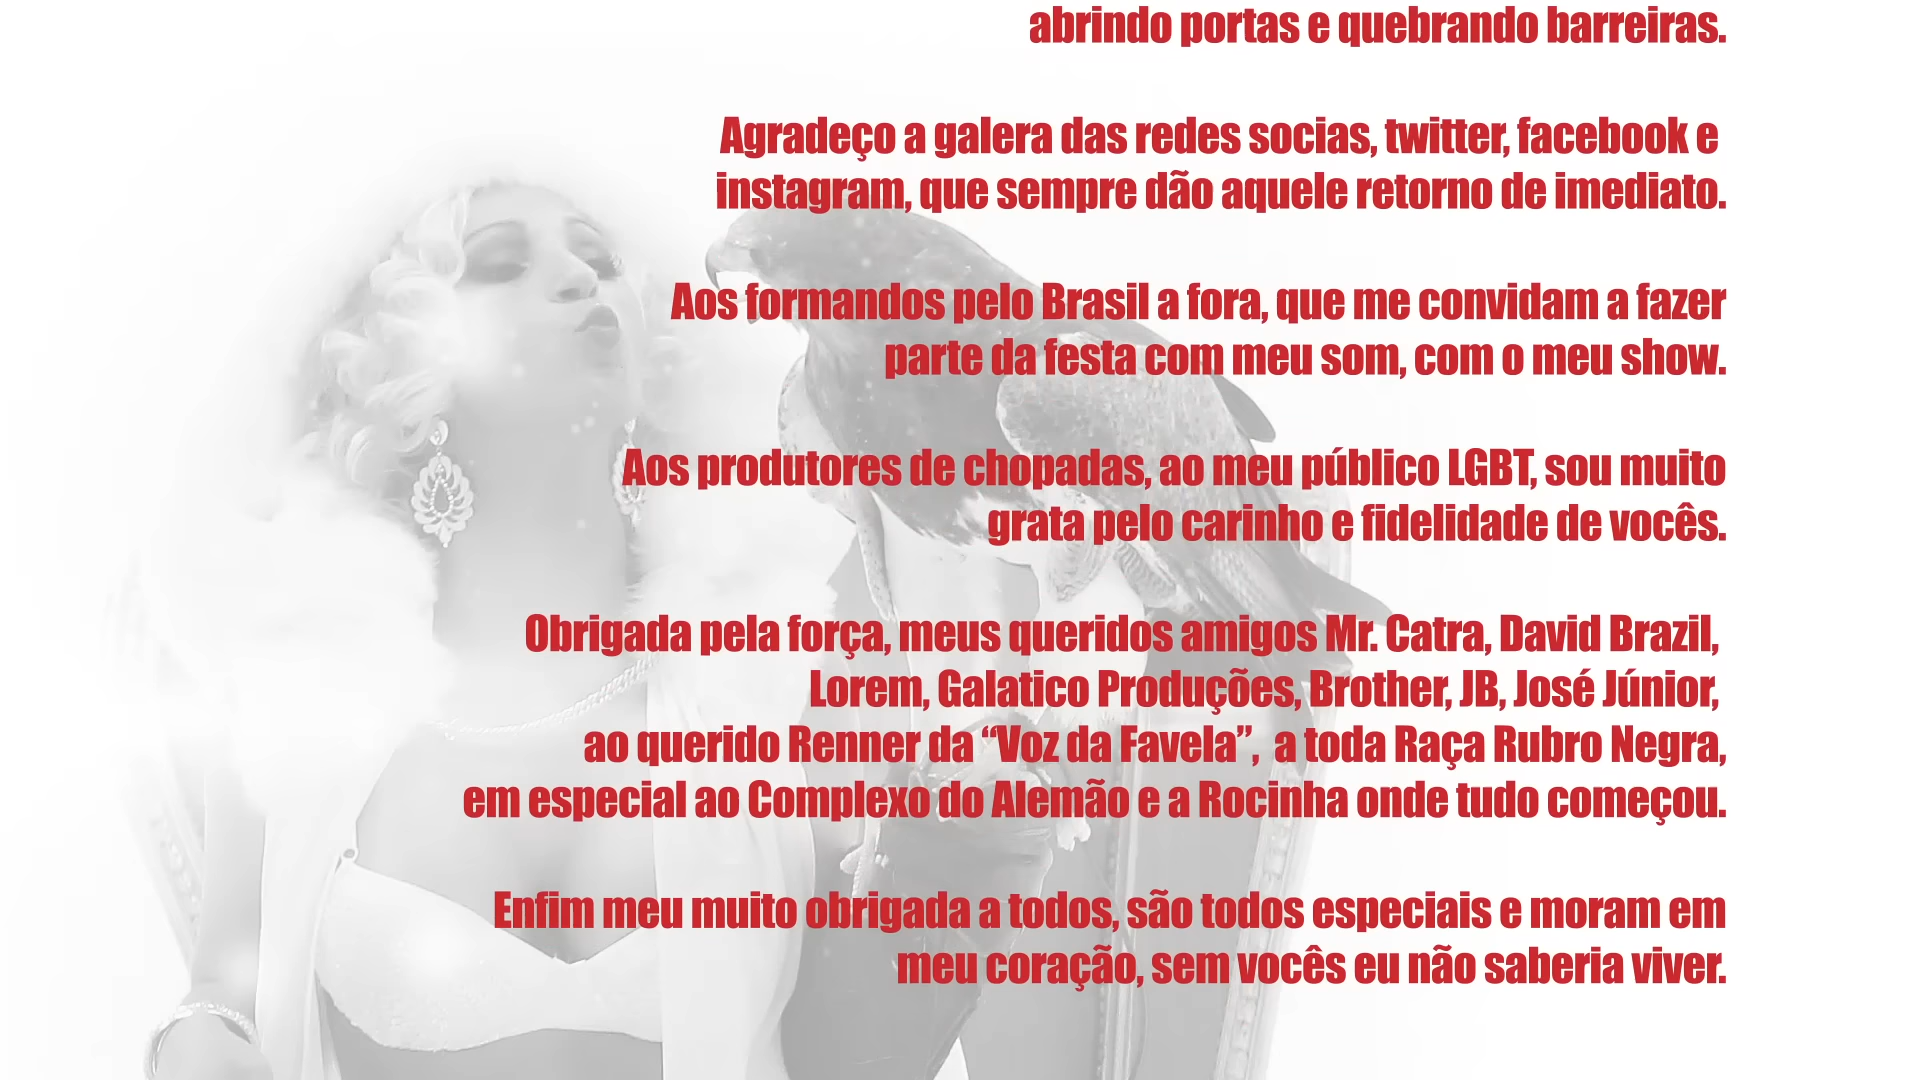 abrindo portas e quebrando barreiras.
Agradeço a galera das redes socias, twitter, facebook e
instagram, que sempre dão aquele retorno de imediato.
Aos formandos pelo Brasil a fora, que me convidam a fazer
parte da festa com meu som, com o meu show.
Aos produtores de chopadas, ao meu público LGBT, sou muito
grata pelo carinho e fidelidade de vocês.
Obrigada pela força, meus queridos amigos Mr. Catra, David Brazil,
Lorem, Galatico Produções, Brother, JB, José Júnior,
ao querido Renner da “Voz da Favela”, a toda Raça Rubro Negra,
em especial ao Complexo do Alemão e a Rocinha onde tudo começou.
Enfim meu muito obrigada a todos, são todos especiais e moram em
meu coração, sem vocês eu não saberia viver.